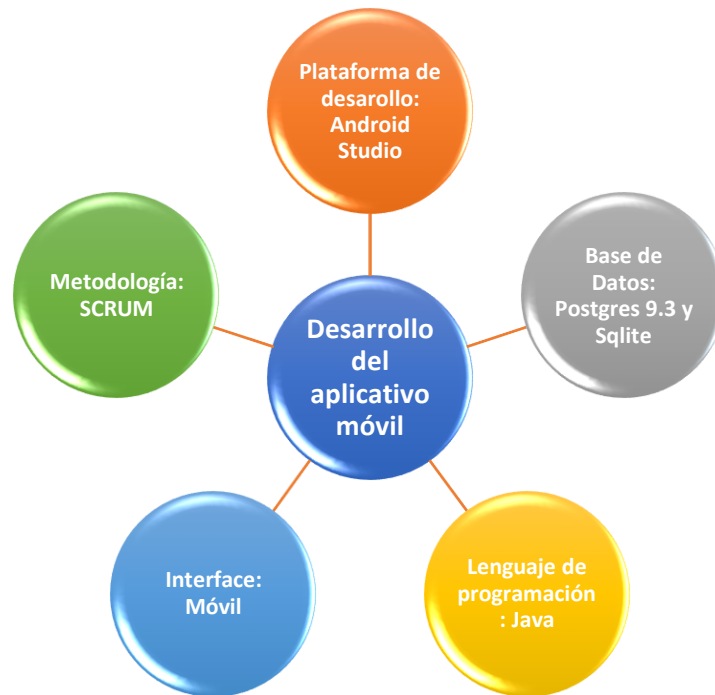 Plataforma de
desarollo:
Android
Studio
Base de
Datos:
Postgres 9.3 y
Sqlite
Metodología:
SCRUM
Desarrollo
del
aplicativo
móvil
Interface:
Móvil
Lenguaje de
programación
: Java